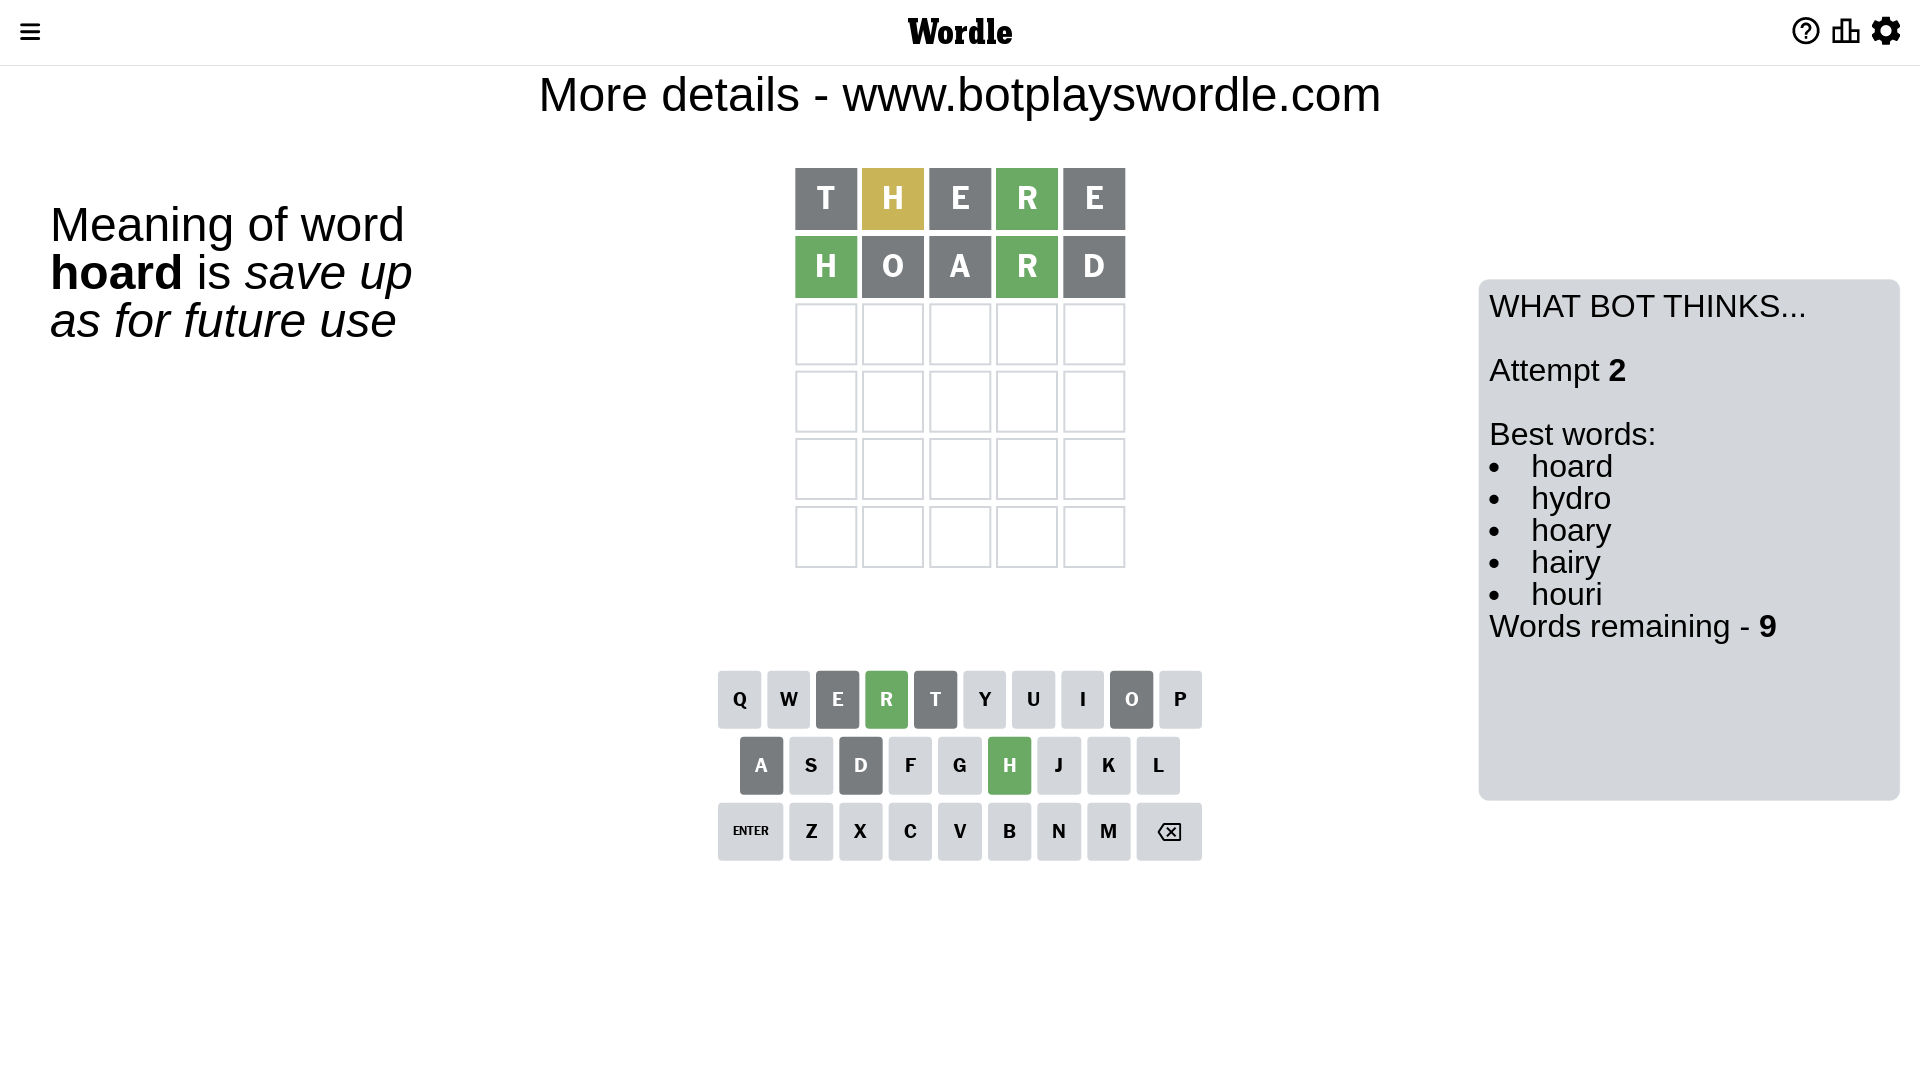 Wordle
More details - www.botplayswordle.com
Meaning of word
hoard is save up
as for future use
T H E R E
H O A R D
WHAT BOT THINKS...
Attempt 2
Best words:
• hoard
• hydro
• hoary
• hairy
• houri
Words remaining - 9
Q W E R T Y U I O P
A S D F G H J K L
ENTER Z X C V B N M